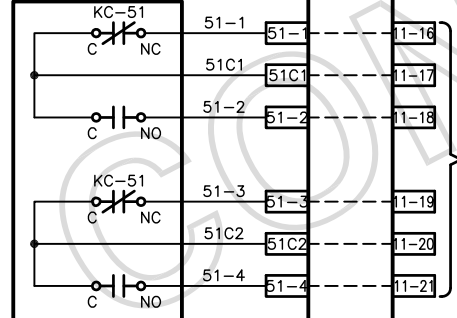 KC-51
C NC 51-1 51-1 11-16
51C1 51C1 11-17
C NO 51-2 51-2 11-18
KC-51
C NC 51-3 51-3 11-19
51C2 51C2 11-20
C NO 51-4 51-4 11-21